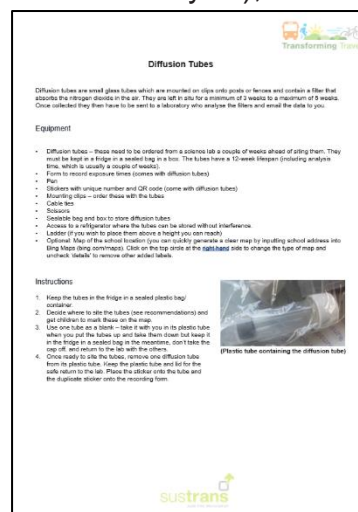 Transforming Travel
Diffusion Tubes
Diffusion tubes are small glass tubes which are mounted on clips onto posts or fences and contain a filter that
absorbs the nitrogen dioxide in the air. They are left in situ for a minimum of 3 weeks to a maximum of 5 weeks.
Once collected they then have to be sent to a laboratory who analyse the filters and email the data to you.
Equipment
- Diffusion tubes – these need to be ordered from a science lab a couple of weeks ahead of siting them. They
must be kept in a fridge in a sealed bag in a box. The tubes have a 12-week lifespan (including analysis
time, which is usually a couple of weeks).
- Form to record exposure times (comes with diffusion tubes)
- Pen
- Stickers with unique number and QR code (come with diffusion tubes)
- Mounting clips – order these with the tubes
- Cable ties
- Scissors
- Sealable bag and box to store diffusion tubes
- Access to a refrigerator where the tubes can be stored without interference.
- Ladder (if you wish to place them above a height you can reach)
- Optional: Map of the school location (you can quickly generate a clear map by inputting school address into
Bing Maps (bing.com/maps). Click on the top circle at the right-hand side to change the type of map and
uncheck 'details' to remove other added labels.
Instructions
1. Keep the tubes in the fridge in a sealed plastic bag/
container.
2. Decide where to site the tubes (see recommendations) and
get children to mark these on the map.
3. Use one tube as a blank – take it with you in its plastic tube
when you put the tubes up and take them down but keep it
in the fridge in a sealed bag in the meantime, don't take the
cap off, and return to the lab with the others.
4. Once ready to site the tubes, remove one diffusion tube
from its plastic tube. Keep the plastic tube and lid for the
safe return to the lab. Place the sticker onto the tube and
the duplicate sticker onto the recording form.
(Plastic tube containing the diffusion tube)
sustrans